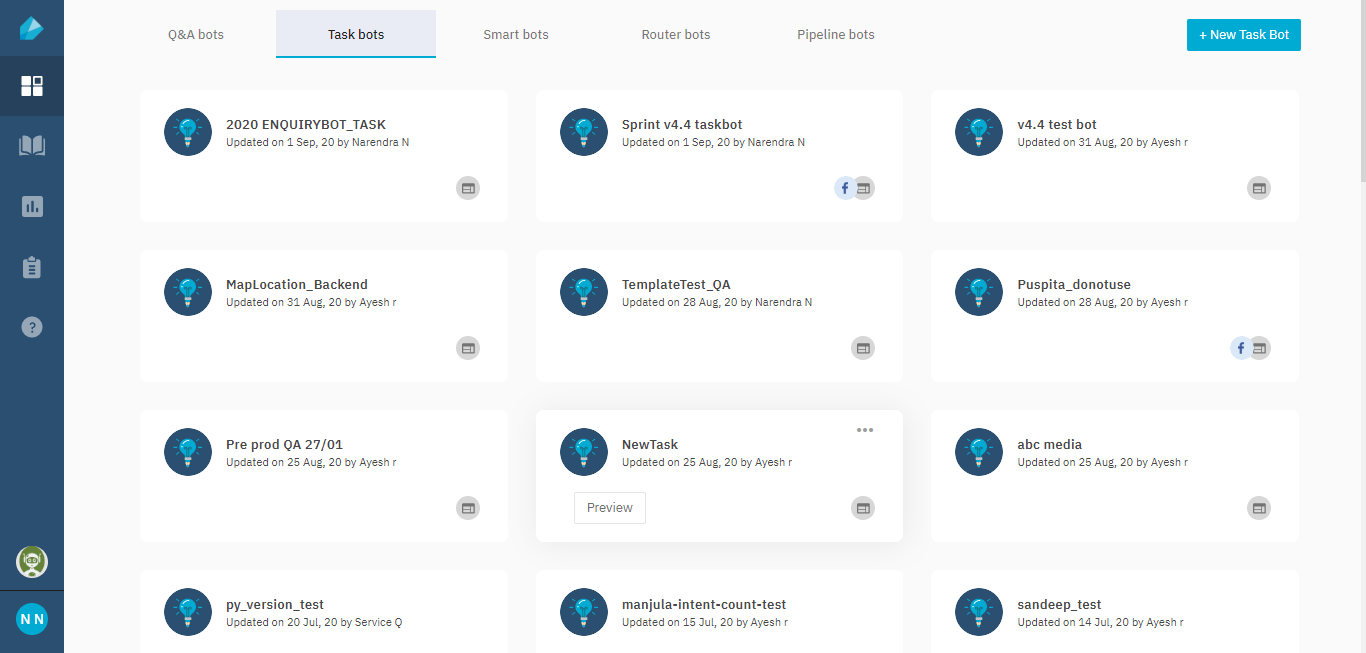 Q&A bots
Task bots
Smart bots
Router bots
Pipeline bots
+ New Task Bot
2020 ENQUIRYBOT_TASK
Updated on 1 Sep, 20 by Narendra N
Sprint v4.4 taskbot
Updated on 1 Sep, 20 by Narendra N
f
v4.4 test bot
Updated on 31 Aug, 20 by Ayesh r
MapLocation_Backend
Updated on 31 Aug, 20 by Ayesh r
TemplateTest_QA
Updated on 28 Aug, 20 by Narendra N
Puspita_donotuse
Updated on 28 Aug, 20 by Ayesh r
f
?
Pre prod QA 27/01
Updated on 25 Aug, 20 by Ayesh r
NewTask
Updated on 25 Aug, 20 by Ayesh r
Preview
abc media
Updated on 25 Aug, 20 by Ayesh r
py_version_test
Updated on 20 Jul, 20 by Service Q
manjula-intent-count-test
Updated on 15 Jul, 20 by Ayesh r
sandeep_test
Updated on 14 Jul, 20 by Ayesh r
N N